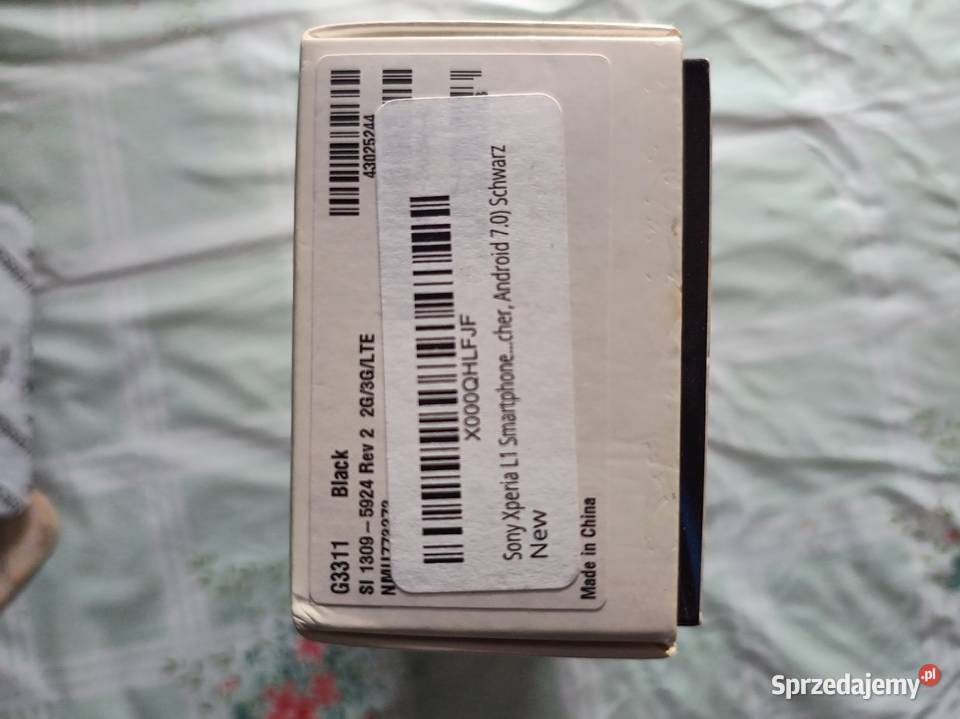 G3311 Black
SI 1309-5924 Rev 2 2G/3G/LTE
43025244
X000QHLFJF
Sony Xperia L1 Smartphone...cher, Android 7.0) Schwarz
New
Made in China
Sprzedajemy.pl